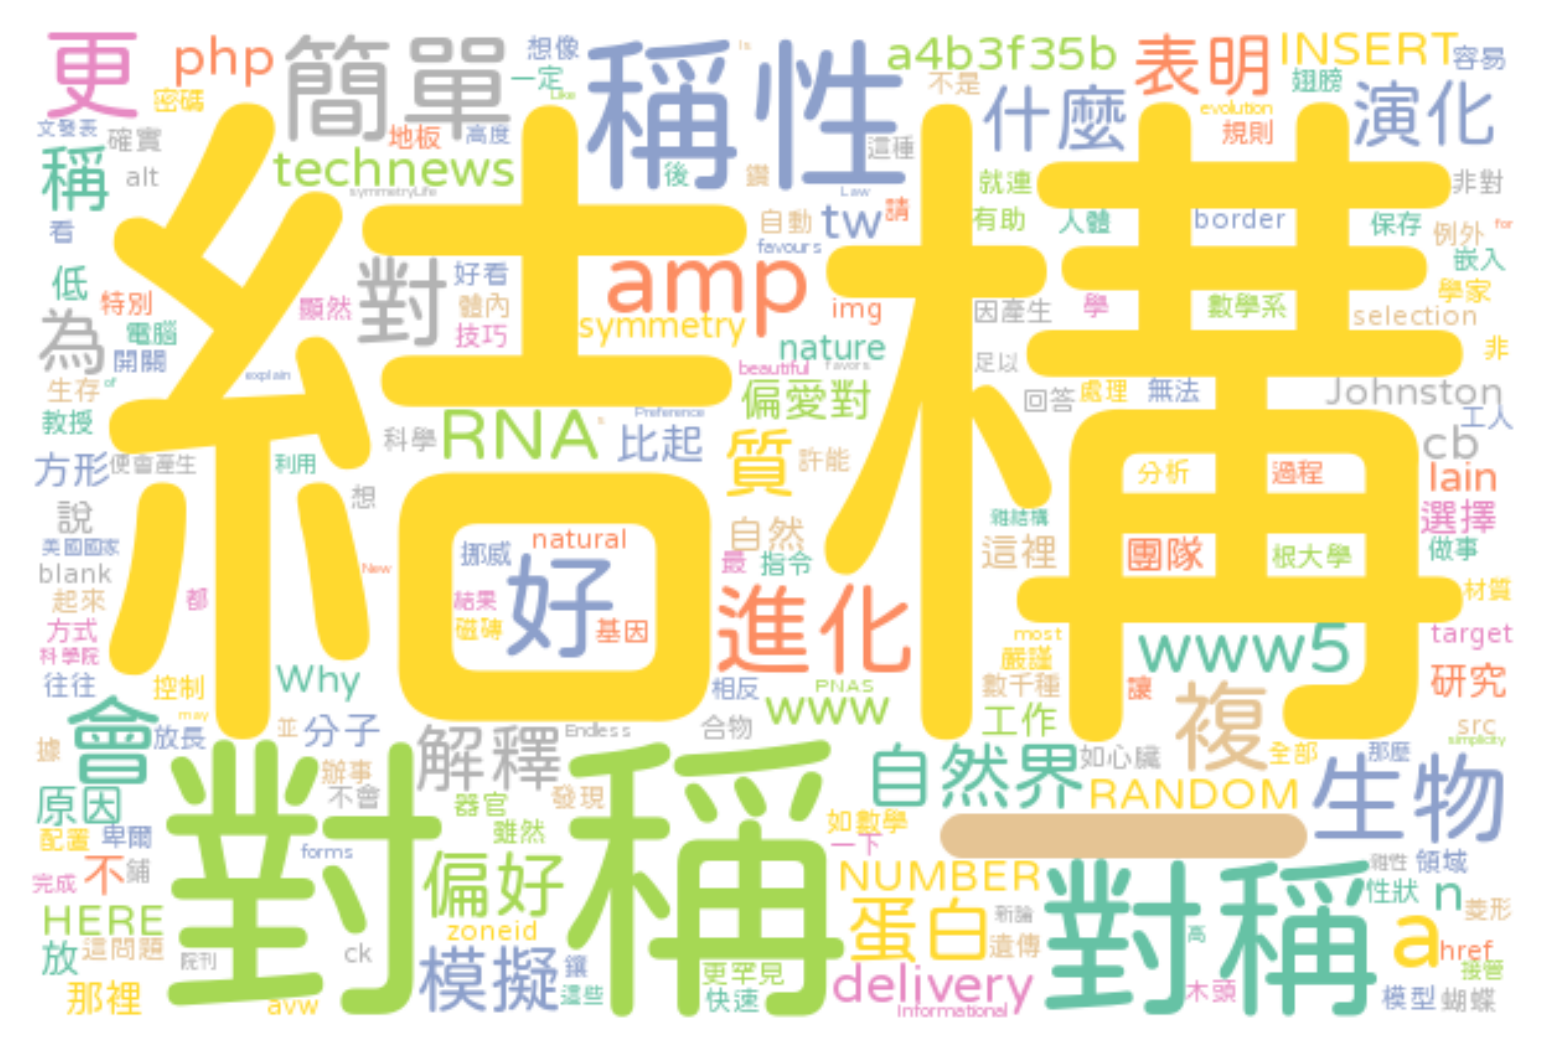 更
php
簡單
想像
稱性
Is
a4b3f35b
表明
INSERT
容易
密碼
一定
Like
不是
什麼
翅膀
演化
evolution
規則
文發表
確實
地板
高度
這種
稱
alt
technews
symmetryLife
後
鑽
Law
就連
非對
看
自動
tw
請
有助
人體
border
保存
例外
for
favours
結構
低
特別
顯然
對
好看
體內
技巧
amp
img
symmetry
因產生
學
數學系
學家
嵌入
selection
為
電腦
開關
nature
足以
非
生存
of
explain
beautiful
favors
偏愛對
回答
處理
無法
Johnston
工人
教授
科學
RNA
s
Preference
比起
質
許能
cb
方形
便會產生
利用
想
分析
過程
lain
說
美國國家
自然
雜結構
選擇
挪威
natural
blank
New
最
指令
這裡
團隊
根大學
做事
起來
都
好
結果
磁磚
基因
進化
材質
方式
科學院
most
嚴謹
www5
target
往往
控制
Why
相反
PNAS
數千種
讓
研究
會
may
放長
並
分子
解釋
Endless
合物
www
工作
複
src
simplicity
據
辦事
不會
自然界
如心臟
全部
那麼
生物
原因
對稱
器官
發現
RANDOM
配置
卑爾
雖然
如數學
一下
一
forms
完成
不
鋪
偏好
NUMBER
對稱
雜性
領域
性狀
n
菱形
HERE
zoneid
蛋白
新論
遺傳
高
a
href
放
這問題
院刊
ck
模擬
鑲
這些
更罕見
快速
delivery
Informational
木頭
接管
模型
蝴蝶
那裡
avw